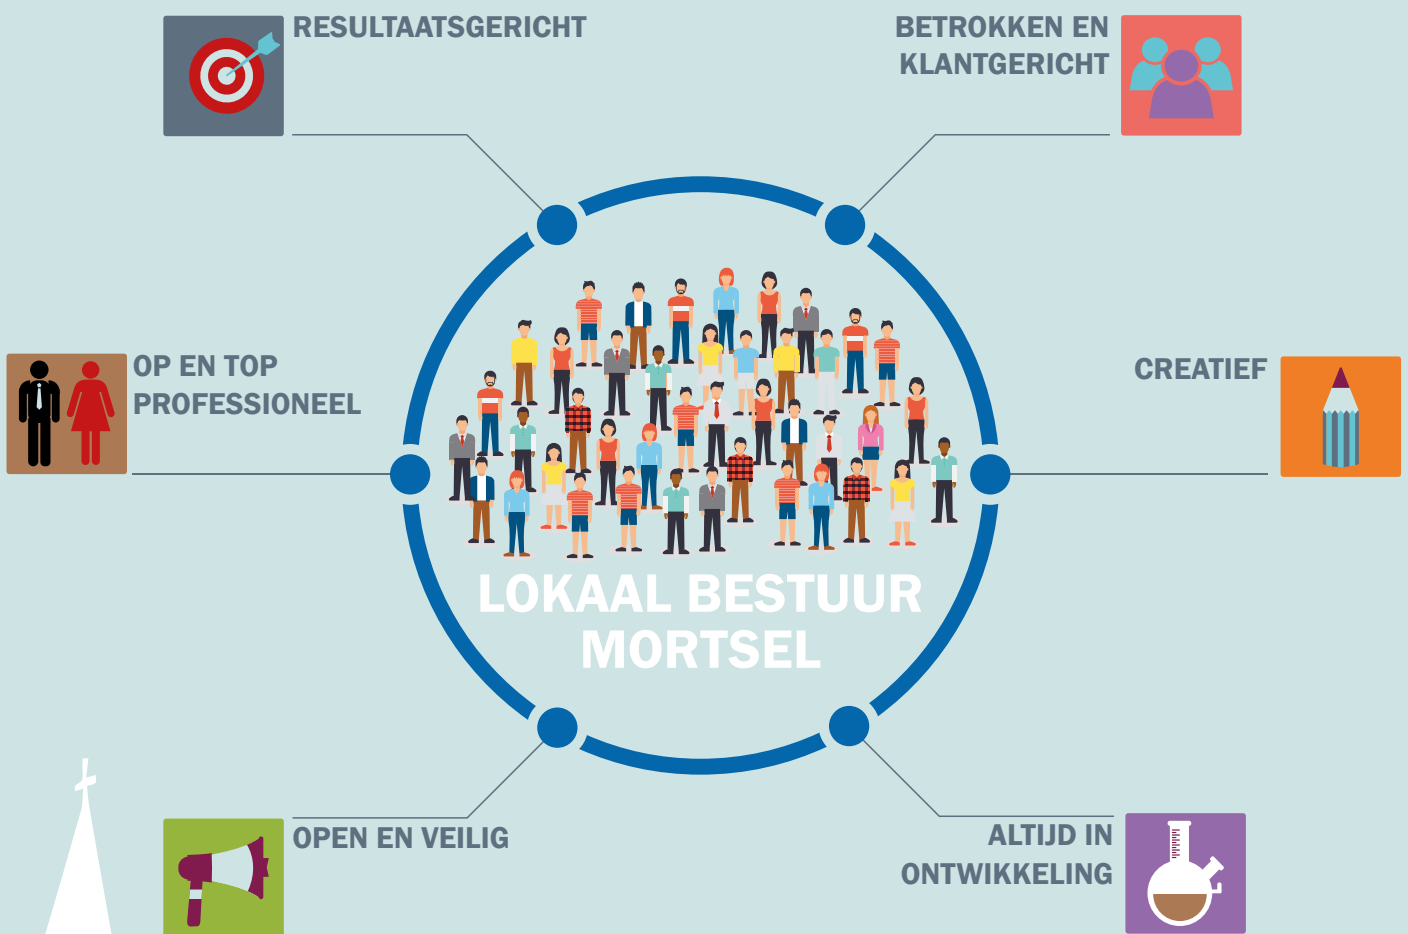 RESULTAATSGERICHT
BETROKKEN EN
KLANTGERICHT
OP EN TOP
PROFESSIONEEL
CREATIEF
LOKAAL BESTUUR
MORTSEL
OPEN EN VEILIG
ALTIJD IN
ONTWIKKELING